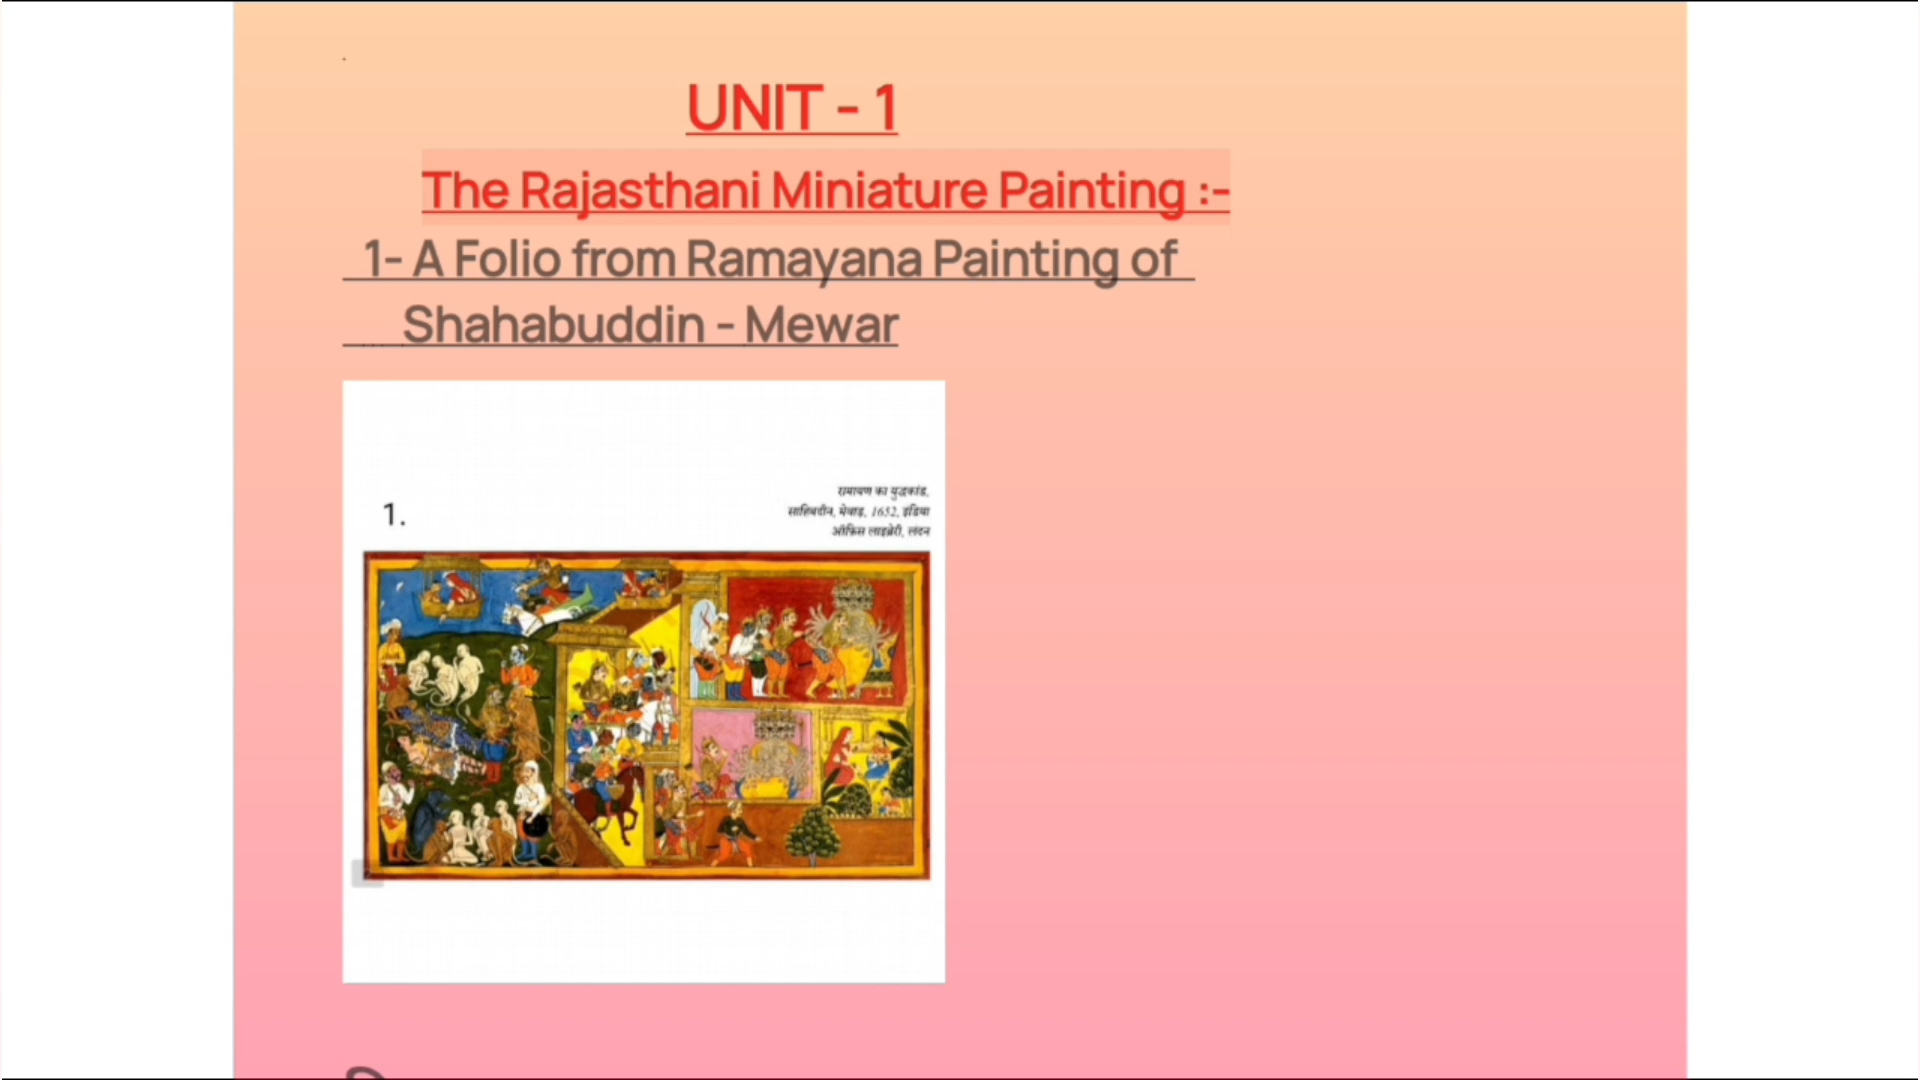 UNIT - 1
The Rajasthani Miniature Painting :-
1- A Folio from Ramayana Painting of
Shahabuddin - Mewar
रामायण का युद्धकांड,
1.
साहिबदीन, मेवाड़, 1652, इंडिया
ऑफ़िस लाइब्रेरी, लंदन